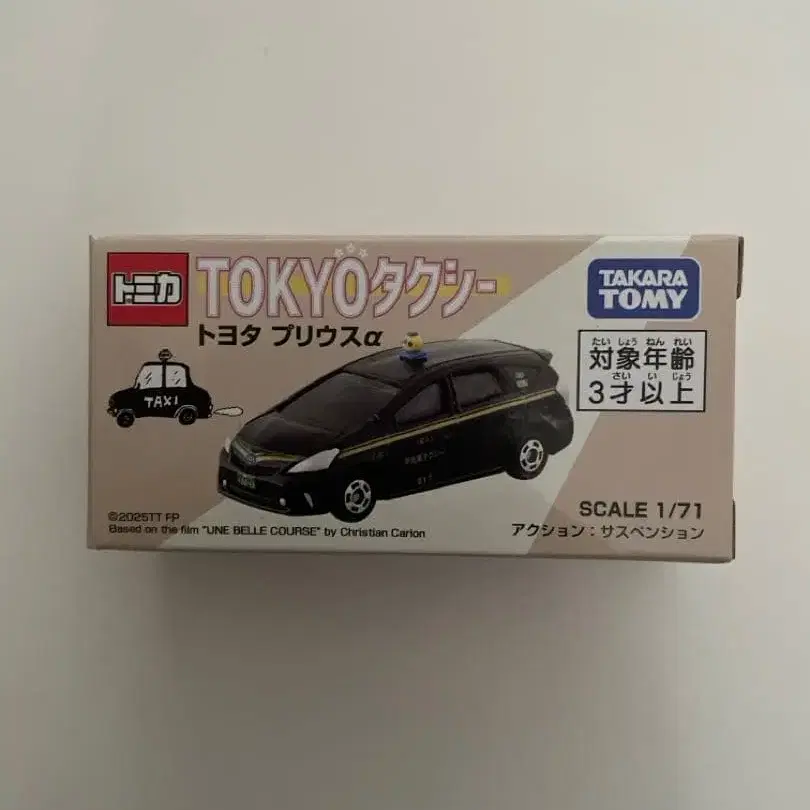 トミカ
TOKYOタクシー
トヨタ プリウスα
TAKARA
TOMY
たい しょう ねん れい
対象年齢
さい い じょう
3才以上
TAXI
SCALE 1/71
アクション：サスペンション
©2025TT FP
Based on the film "UNE BELLE COURSE" by Christian Carion